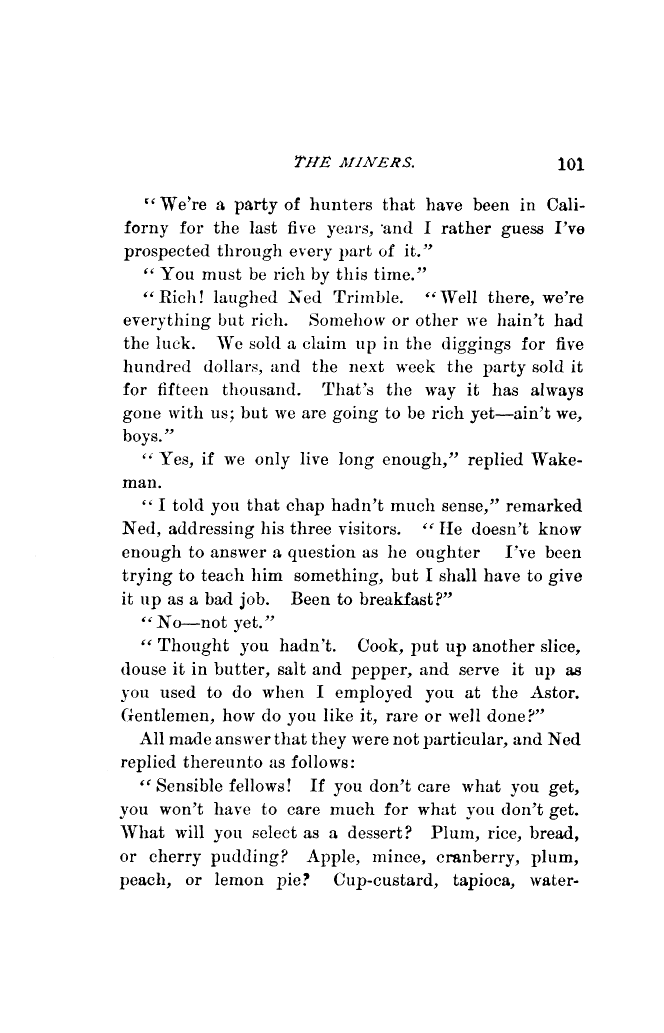 THE MINERS. 101
“We’re a party of hunters that have been in Cali-
forny for the last five years, and I rather guess I’ve
prospected through every part of it.”
“You must be rich by this time.”
“Rich! laughed Ned Trimble. “Well there, we’re
everything but rich. Somehow or other we hain’t had
the luck. We sold a claim up in the diggings for five
hundred dollars, and the next week the party sold it
for fifteen thousand. That’s the way it has always
gone with us; but we are going to be rich yet—ain’t we,
boys.”
“Yes, if we only live long enough,” replied Wake-
man.
“I told you that chap hadn’t much sense,” remarked
Ned, addressing his three visitors. “He doesn’t know
enough to answer a question as he oughter I’ve been
trying to teach him something, but I shall have to give
it up as a bad job. Been to breakfast?”
“No—not yet.”
“Thought you hadn’t. Cook, put up another slice,
douse it in butter, salt and pepper, and serve it up as
you used to do when I employed you at the Astor.
Gentlemen, how do you like it, rare or well done?”
All made answer that they were not particular, and Ned
replied thereunto as follows:
“Sensible fellows! If you don’t care what you get,
you won’t have to care much for what you don’t get.
What will you select as a dessert? Plum, rice, bread,
or cherry pudding? Apple, mince, cranberry, plum,
peach, or lemon pie? Cup-custard, tapioca, water-